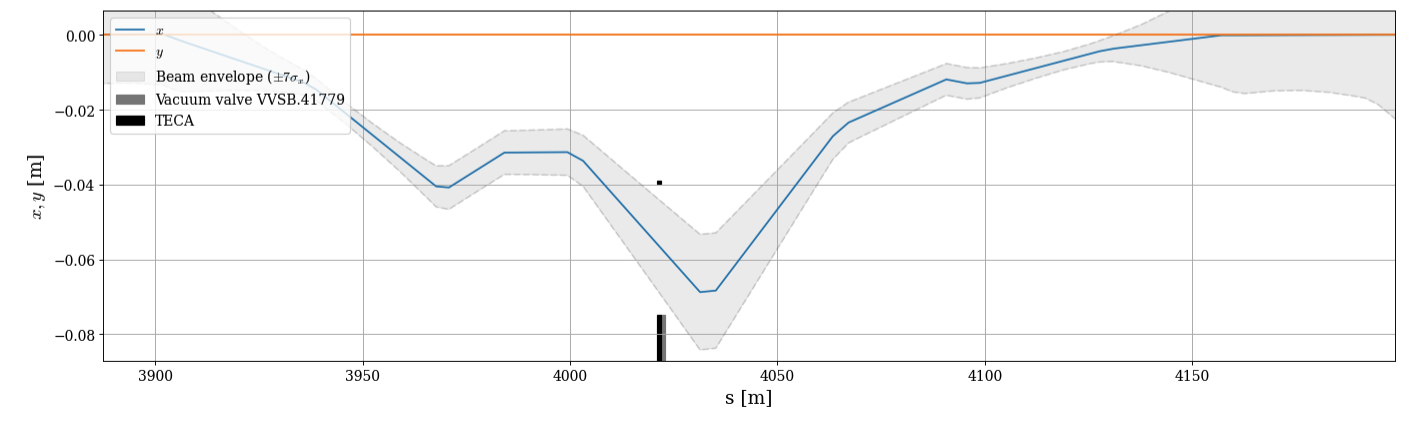 x
y
Beam envelope (±7σₓ)
Vacuum valve VVSB.41779
TECA
0.00
−0.02
−0.04
−0.06
−0.08
x, y [m]
3900 3950 4000 4050 4100 4150
s [m]